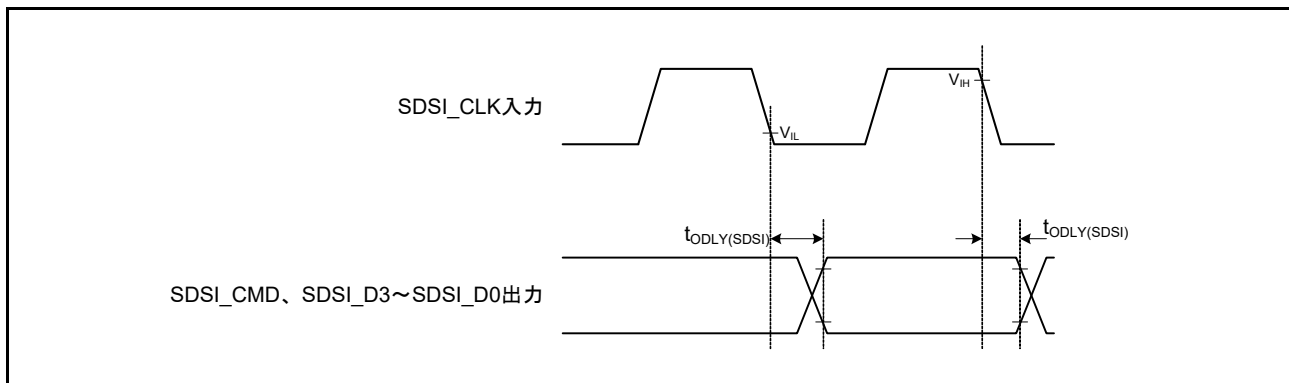 SDSI_CLK入力
VIH
VIL
tODLY(SDSI)
tODLY(SDSI)
SDSI_CMD、SDSI_D3～SDSI_D0出力